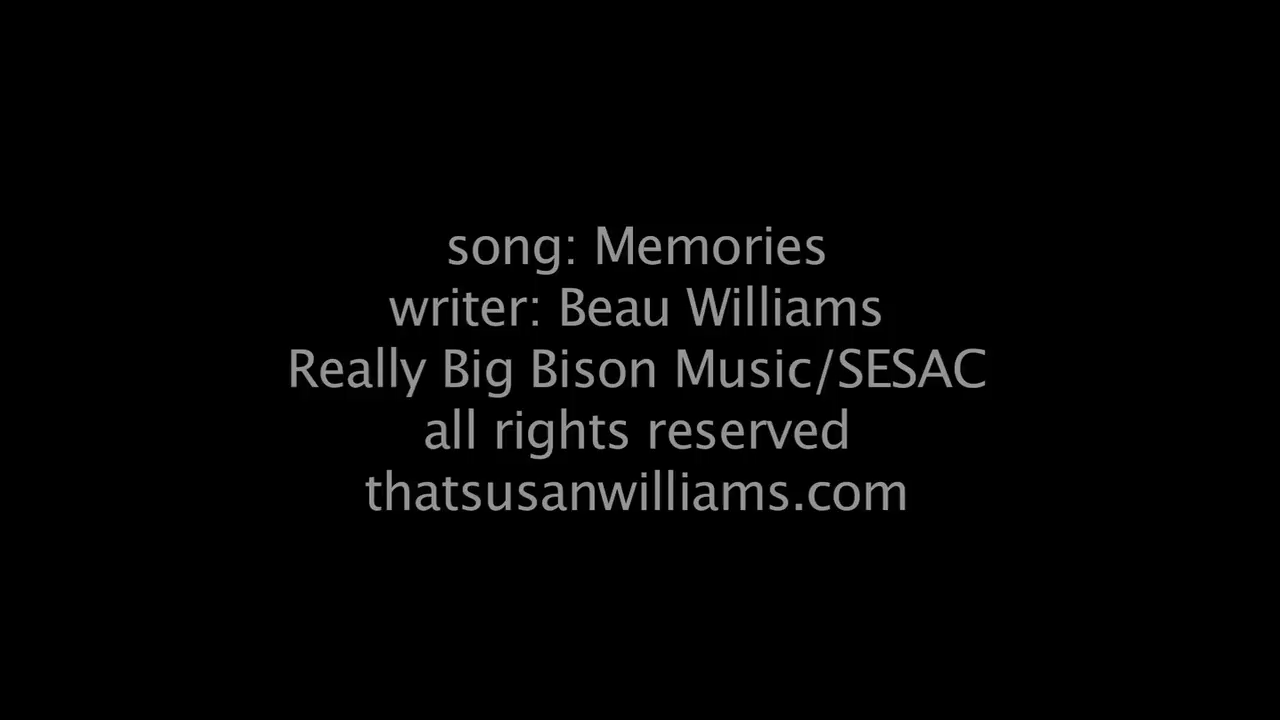 song: Memories
writer: Beau Williams
Really Big Bison Music/SESAC
all rights reserved
thatsusanwilliams.com